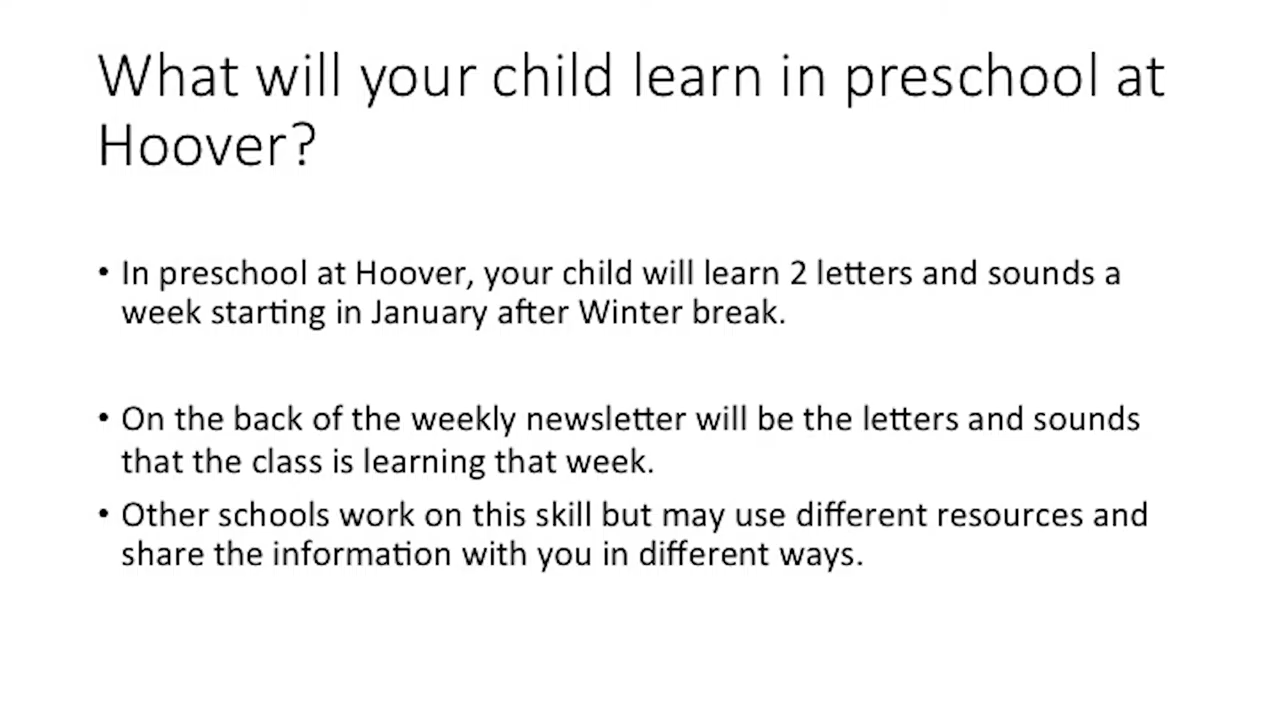 What will your child learn in preschool at
Hoover?
• In preschool at Hoover, your child will learn 2 letters and sounds a
week starting in January after Winter break.
• On the back of the weekly newsletter will be the letters and sounds
that the class is learning that week.
• Other schools work on this skill but may use different resources and
share the information with you in different ways.